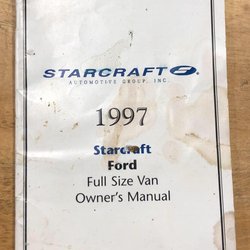 STARCRAFT®
AUTOMOTIVE GROUP, INC.
1997
Starcraft
Ford
Full Size Van
Owner's Manual